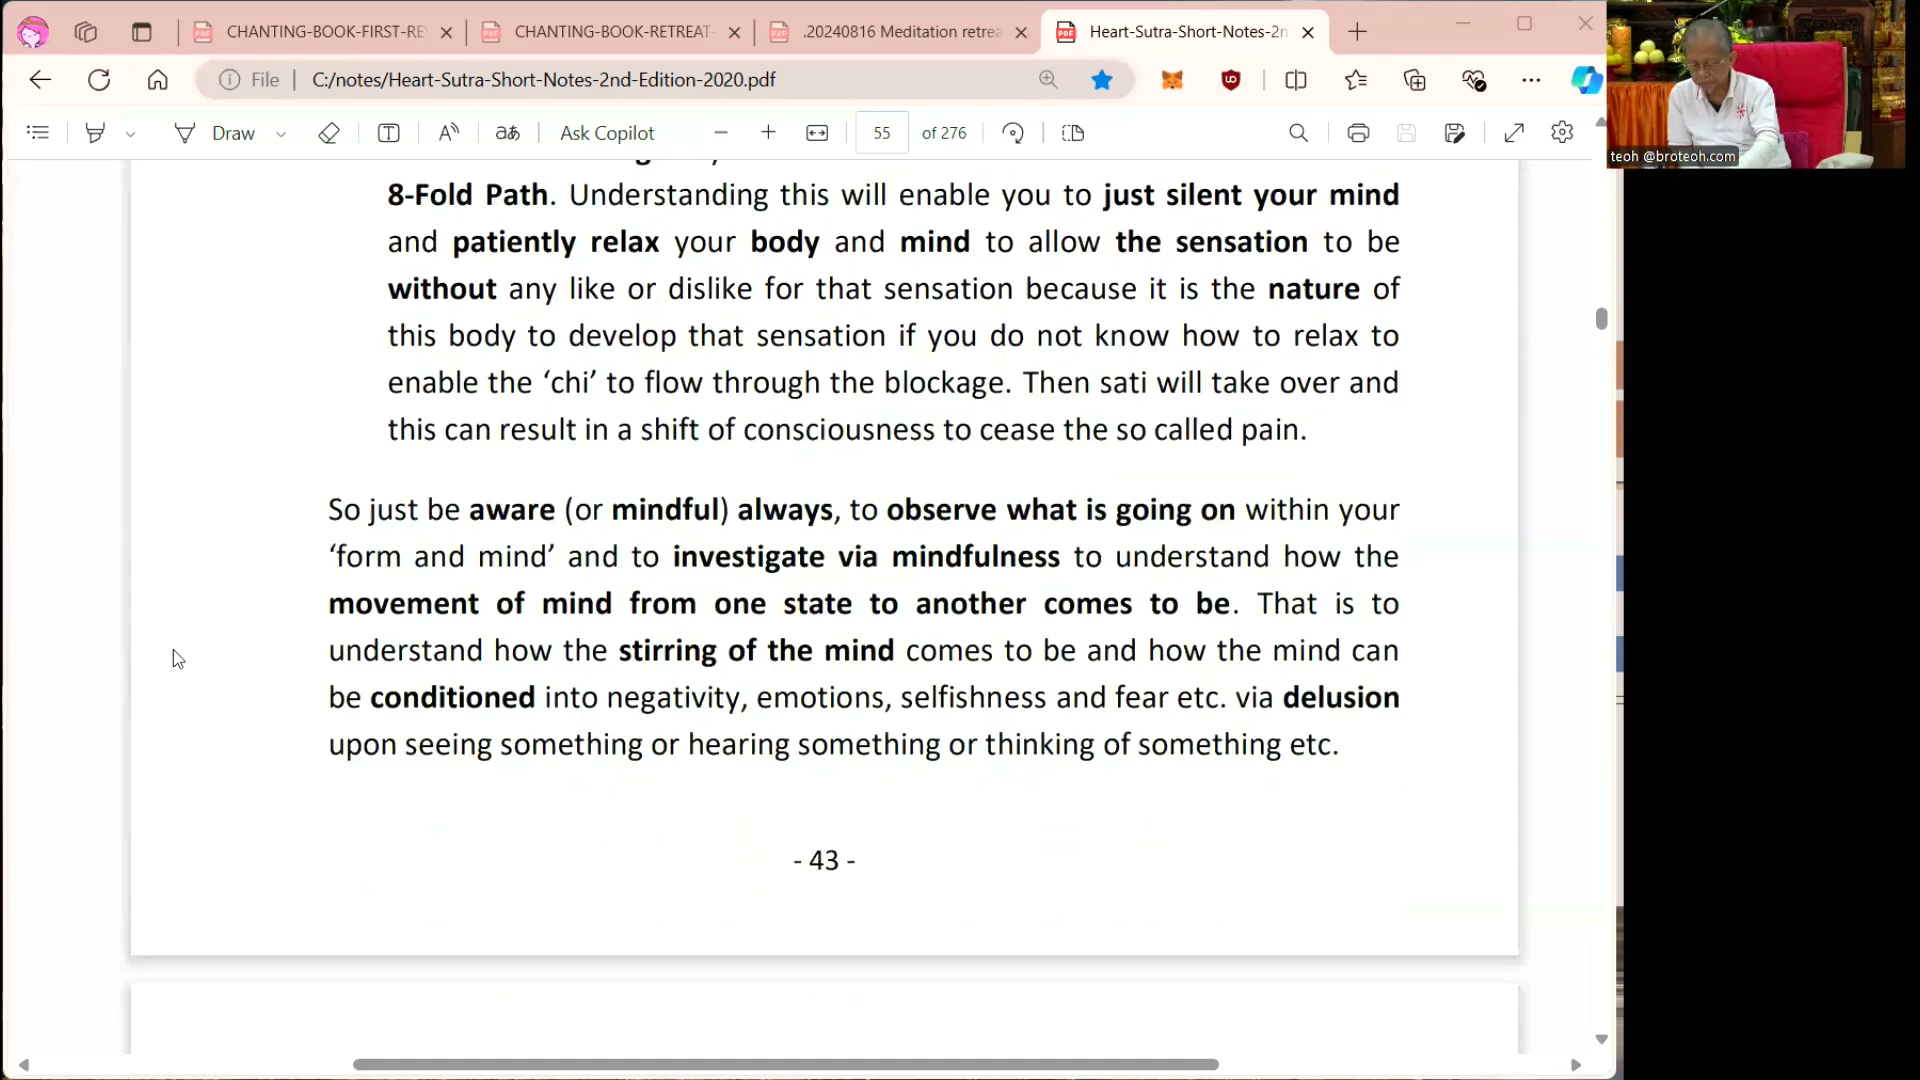 CHANTING-BOOK-FIRST-RE
CHANTING-BOOK-RETREAT-
.20240816 Meditation retrea
Heart-Sutra-Short-Notes-2n
File
C:/notes/Heart-Sutra-Short-Notes-2nd-Edition-2020.pdf
Draw
Ask Copilot
55
of 276
teoh @broteoh.com
8-Fold Path. Understanding this will enable you to just silent your mind
and patiently relax your body and mind to allow the sensation to be
without any like or dislike for that sensation because it is the nature of
this body to develop that sensation if you do not know how to relax to
enable the ‘chi’ to flow through the blockage. Then sati will take over and
this can result in a shift of consciousness to cease the so called pain.
So just be aware (or mindful) always, to observe what is going on within your
‘form and mind’ and to investigate via mindfulness to understand how the
movement of mind from one state to another comes to be. That is to
understand how the stirring of the mind comes to be and how the mind can
be conditioned into negativity, emotions, selfishness and fear etc. via delusion
upon seeing something or hearing something or thinking of something etc.
- 43 -